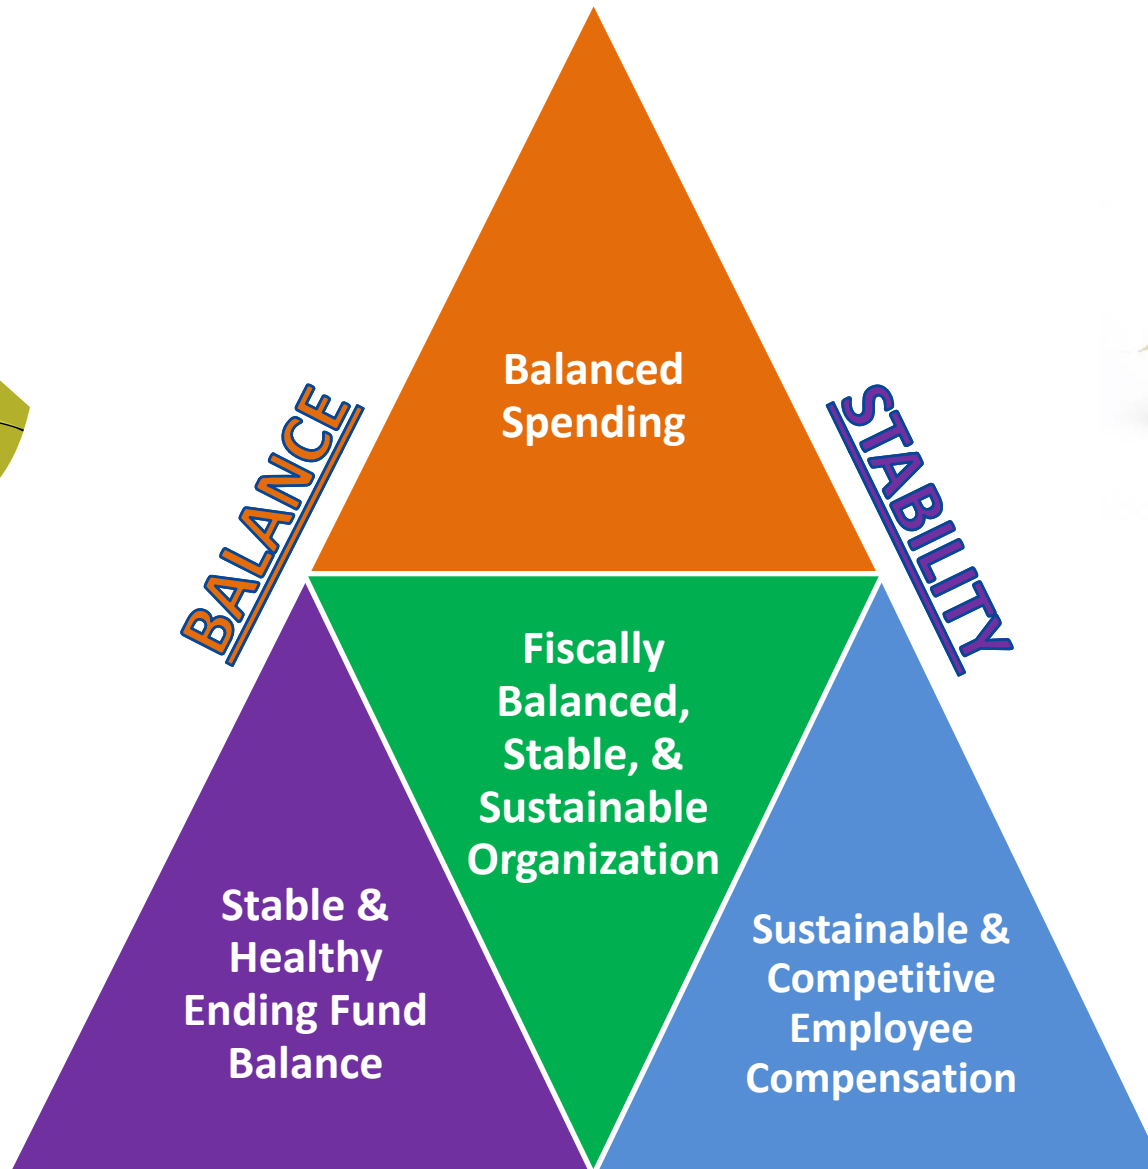 Balanced
Spending
BALANCE
STABILITY
Fiscally
Balanced,
Stable, &
Sustainable
Organization
Stable &
Healthy
Ending Fund
Balance
Sustainable &
Competitive
Employee
Compensation